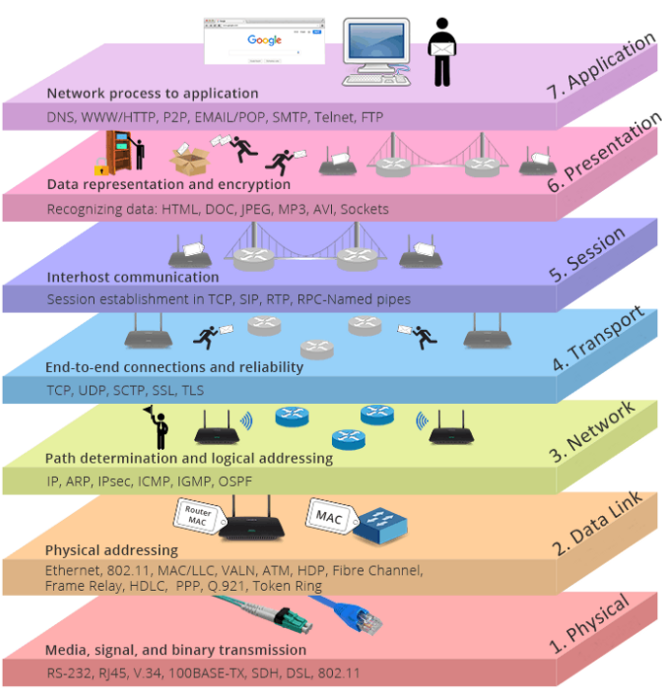 Google
Network process to application
7. Application
DNS, WWW/HTTP, P2P, EMAIL/POP, SMTP, Telnet, FTP
Data representation and encryption
6. Presentation
Recognizing data: HTML, DOC, JPEG, MP3, AVI, Sockets
Interhost communication
5. Session
Session establishment in TCP, SIP, RTP, RPC-Named pipes
End-to-end connections and reliability
4. Transport
TCP, UDP, SCTP, SSL, TLS
Path determination and logical addressing
3. Network
IP, ARP, IPsec, ICMP, IGMP, OSPF
Router
MAC
MAC
Physical addressing
2. Data Link
Ethernet, 802.11, MAC/LLC, VALN, ATM, HDP, Fibre Channel,
Frame Relay, HDLC, PPP, Q.921, Token Ring
Media, signal, and binary transmission
1. Physical
RS-232, RJ45, V.34, 100BASE-TX, SDH, DSL, 802.11